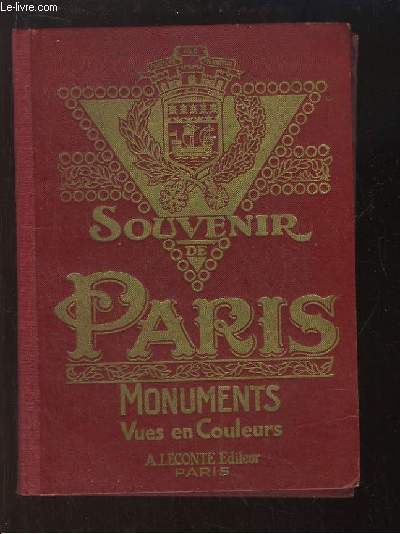 Le-livre.com
SOUVENIR
DE
PARIS
MONUMENTS
Vues en Couleurs
A. LECONTE Editeur
PARIS